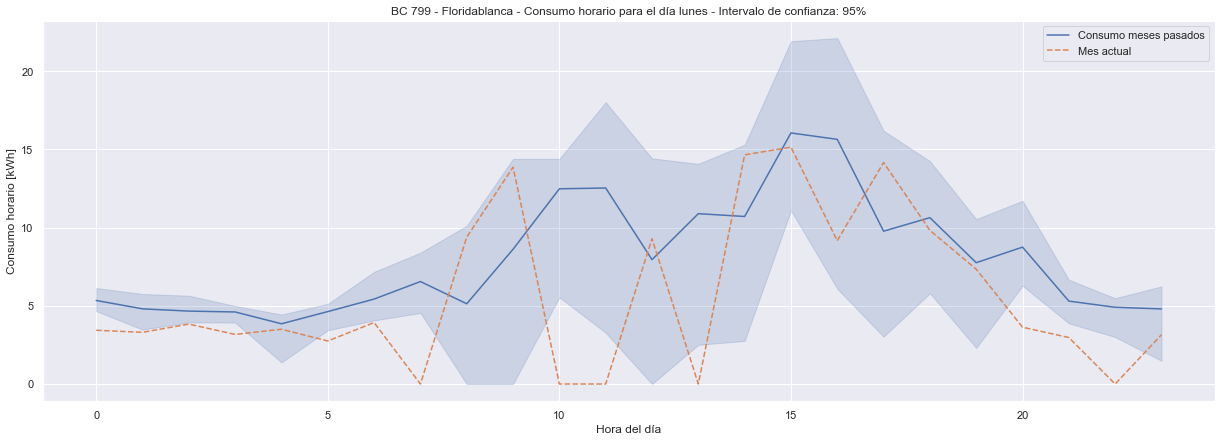 BC 799 - Floridablanca - Consumo horario para el día lunes - Intervalo de confianza: 95%
Consumo meses pasados
Mes actual
Consumo horario [kWh]
20
15
10
5
0
0 5 10 15 20
Hora del día